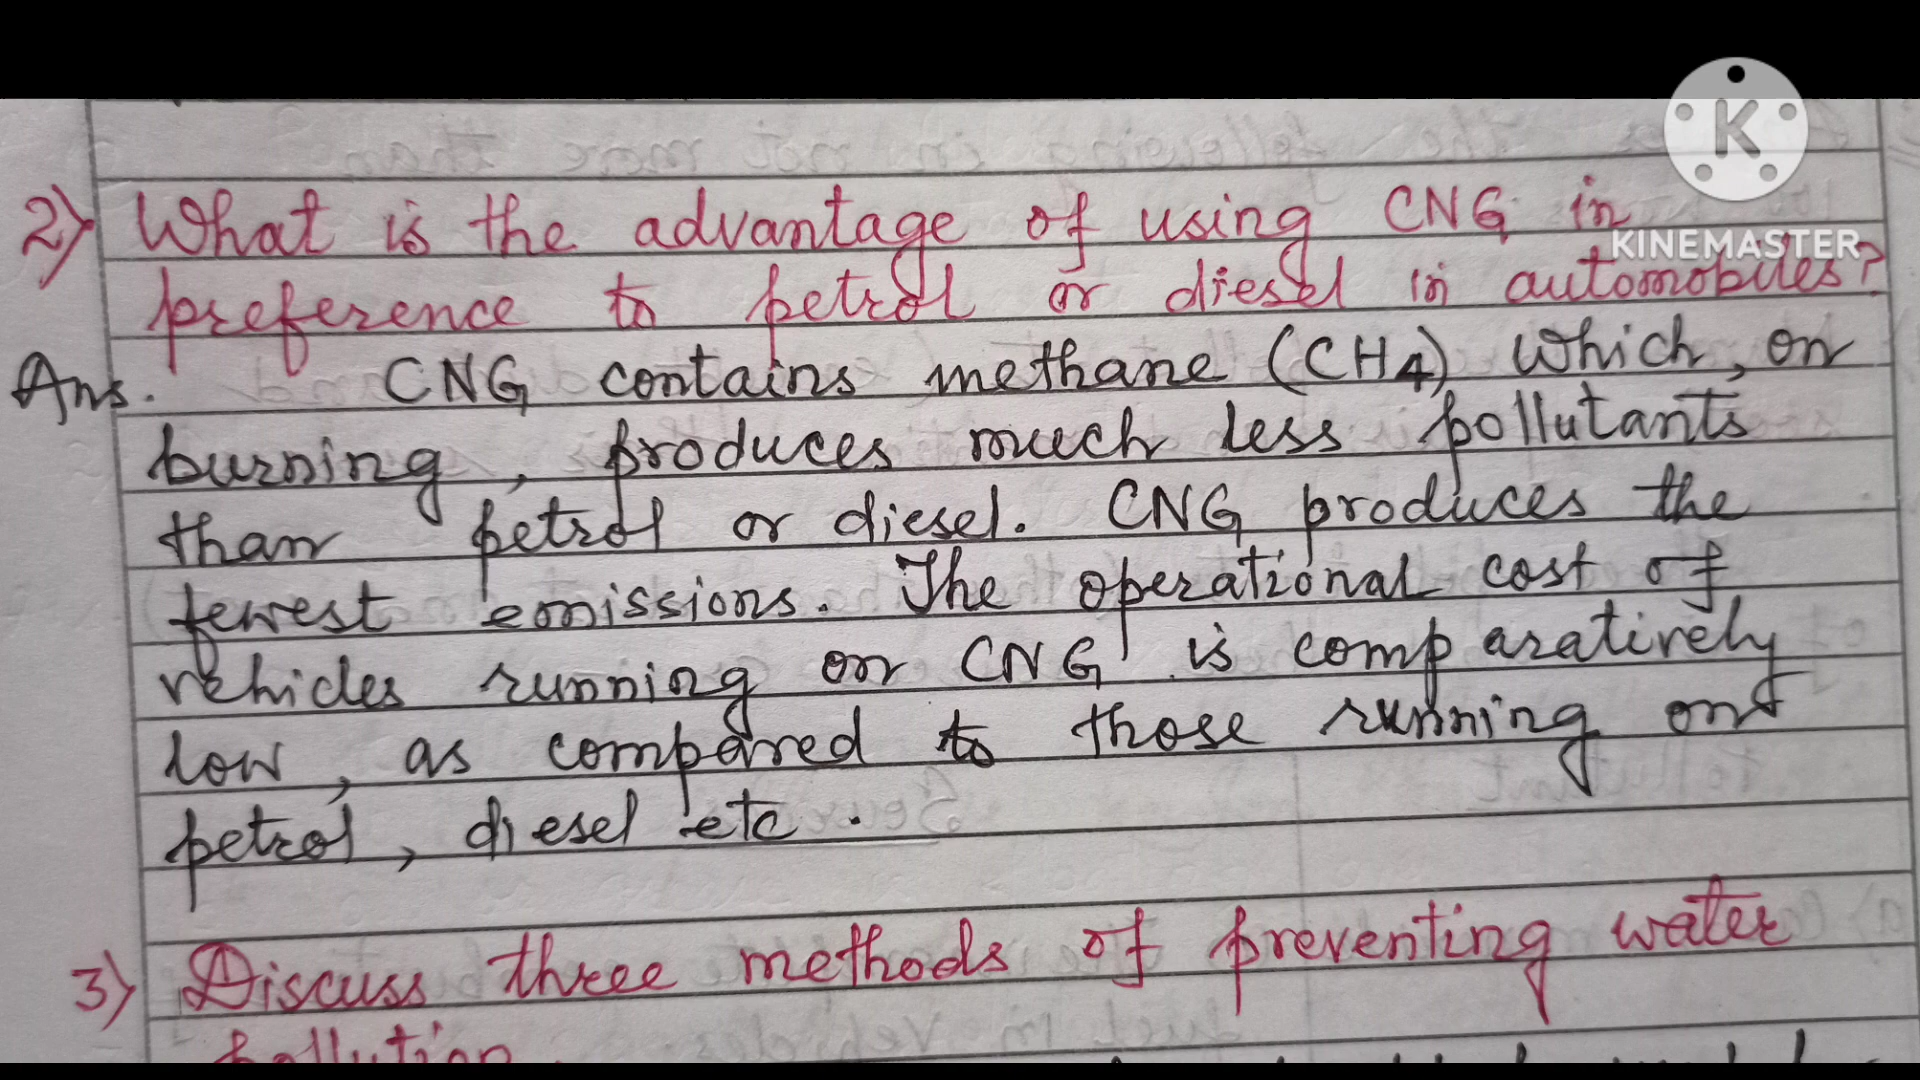 K
KINEMASTER
2) What is the advantage of using CNG in
preference to petrol or diesel in automobiles?
Ans. CNG contains methane (CH4) which, on
burning, produces much less pollutants
than petrol or diesel. CNG produces the
fewest emissions. The operational cost of
vehicles running on CNG is comparatively
low, as compared to those running on
petrol, diesel etc.
3) Discuss three methods of preventing water
pollution.